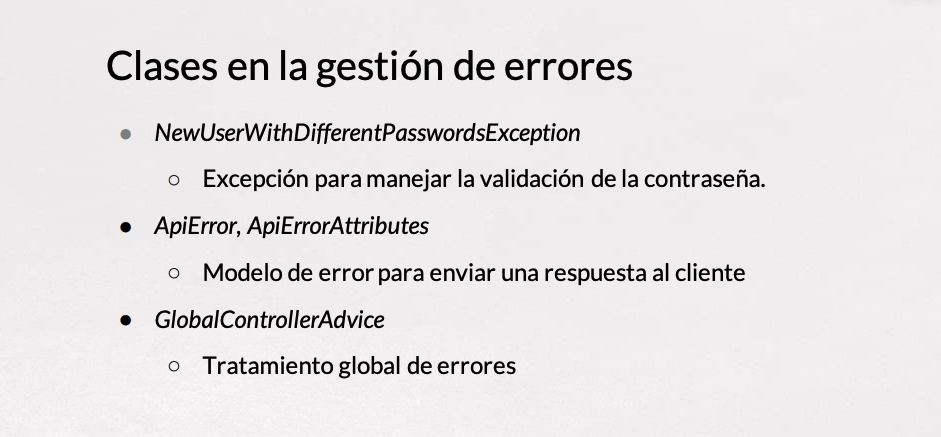 Clases en la gestión de errores
● NewUserWithDifferentPasswordsException
○ Excepción para manejar la validación de la contraseña.
● ApiError, ApiErrorAttributes
○ Modelo de error para enviar una respuesta al cliente
● GlobalControllerAdvice
○ Tratamiento global de errores